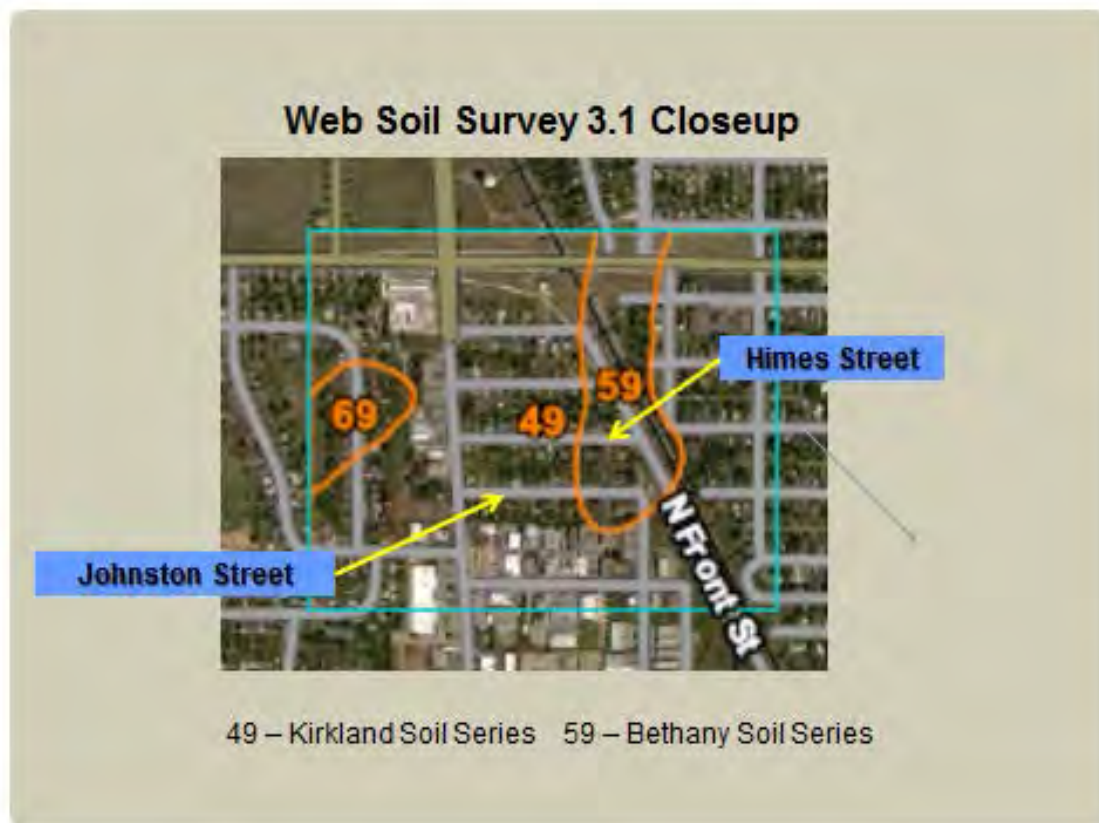 Web Soil Survey 3.1 Closeup
Himes Street
59
69
49
N Front St
Johnston Street
49 – Kirkland Soil Series 59 – Bethany Soil Series